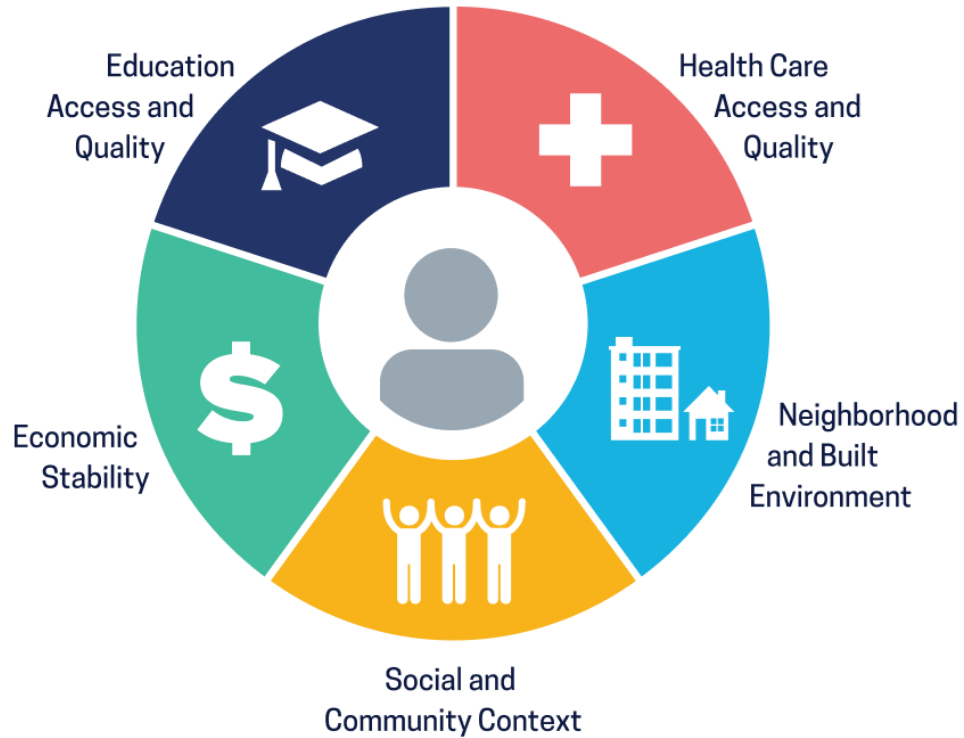 Education
Access and
Quality
Health Care
Access and
Quality
Economic
Stability
Neighborhood
and Built
Environment
Social and
Community Context